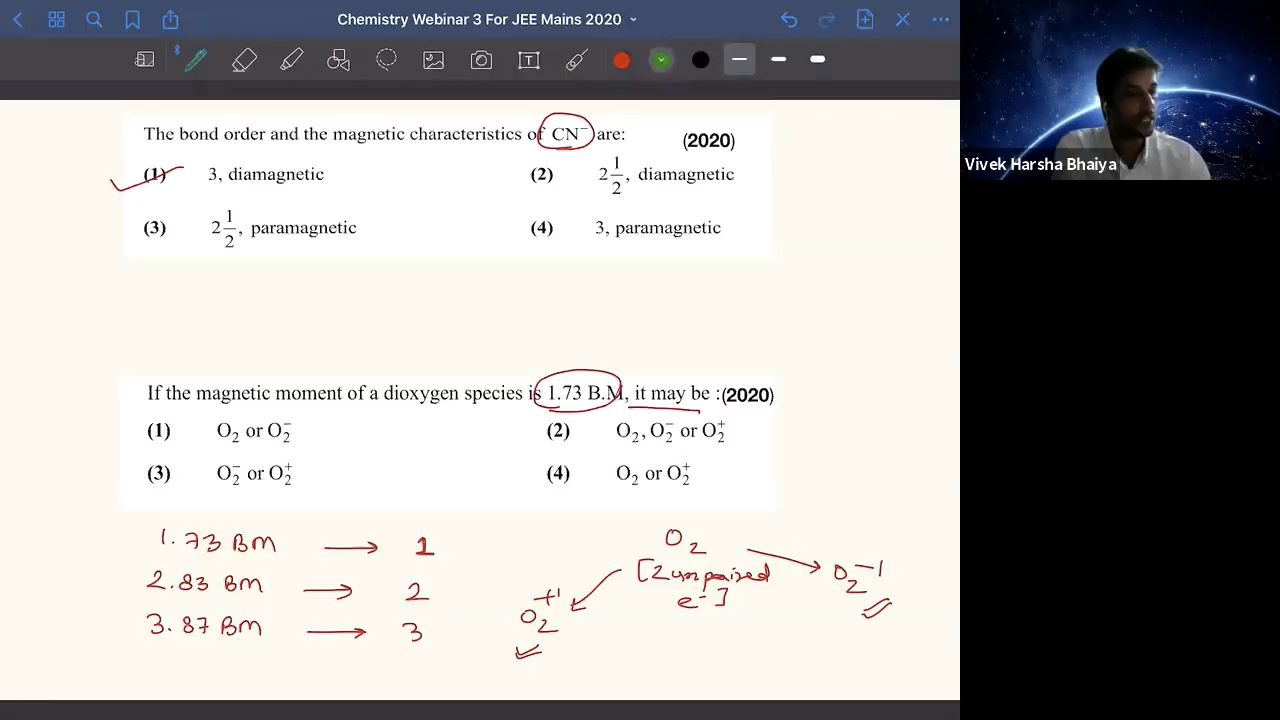 Chemistry Webinar 3 For JEE Mains 2020
T
Vivek Harsha Bhaiya
The bond order and the magnetic characteristics of CN⁻ are: (2020)
(1) 3, diamagnetic (2) 2 1/2, diamagnetic
(3) 2 1/2, paramagnetic (4) 3, paramagnetic
If the magnetic moment of a dioxygen species is 1.73 B.M, it may be : (2020)
(1) O₂ or O₂⁻ (2) O₂, O₂⁻ or O₂⁺
(3) O₂⁻ or O₂⁺ (4) O₂ or O₂⁺
1.73 BM → 1
2.83 BM → 2
3.87 BM → 3
O₂
[2 unpaired
e⁻]
O₂⁻¹
O₂⁺¹